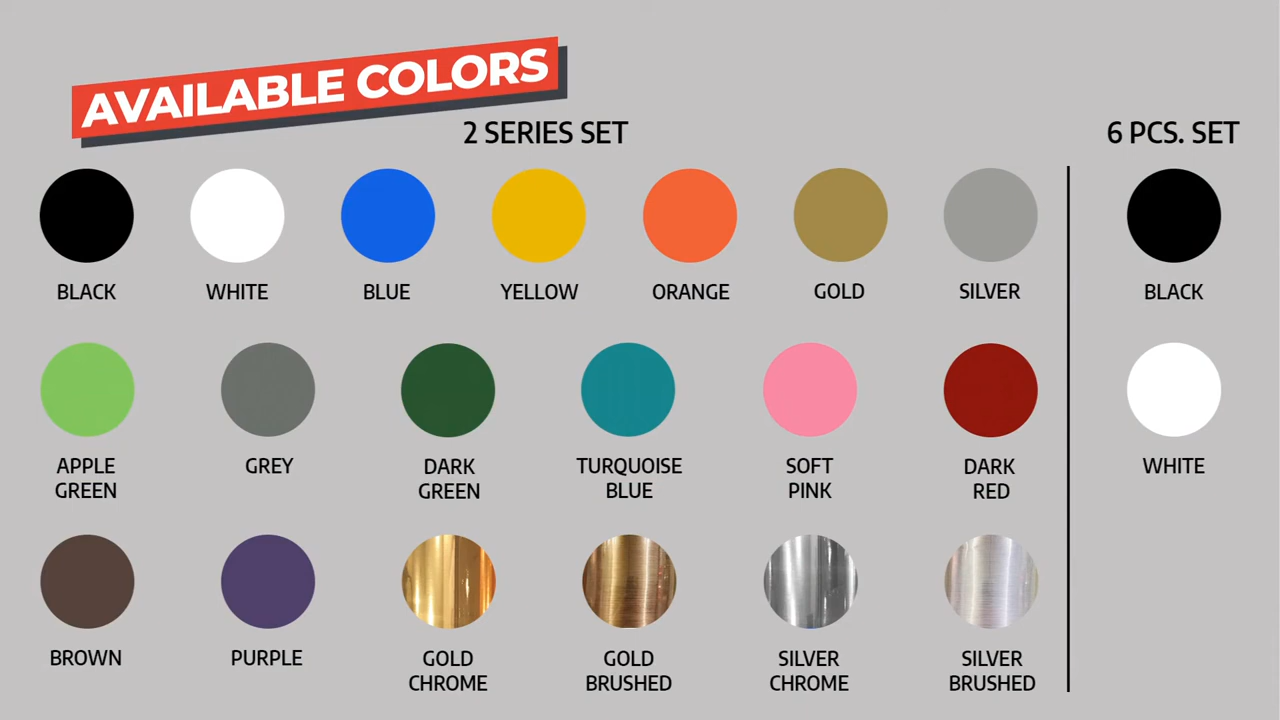 AVAILABLE COLORS
2 SERIES SET
6 PCS. SET
BLACK
WHITE
BLUE
YELLOW
ORANGE
GOLD
SILVER
BLACK
APPLE
GREEN
GREY
DARK
GREEN
TURQUOISE
BLUE
SOFT
PINK
DARK
RED
WHITE
BROWN
PURPLE
GOLD
CHROME
GOLD
BRUSHED
SILVER
CHROME
SILVER
BRUSHED